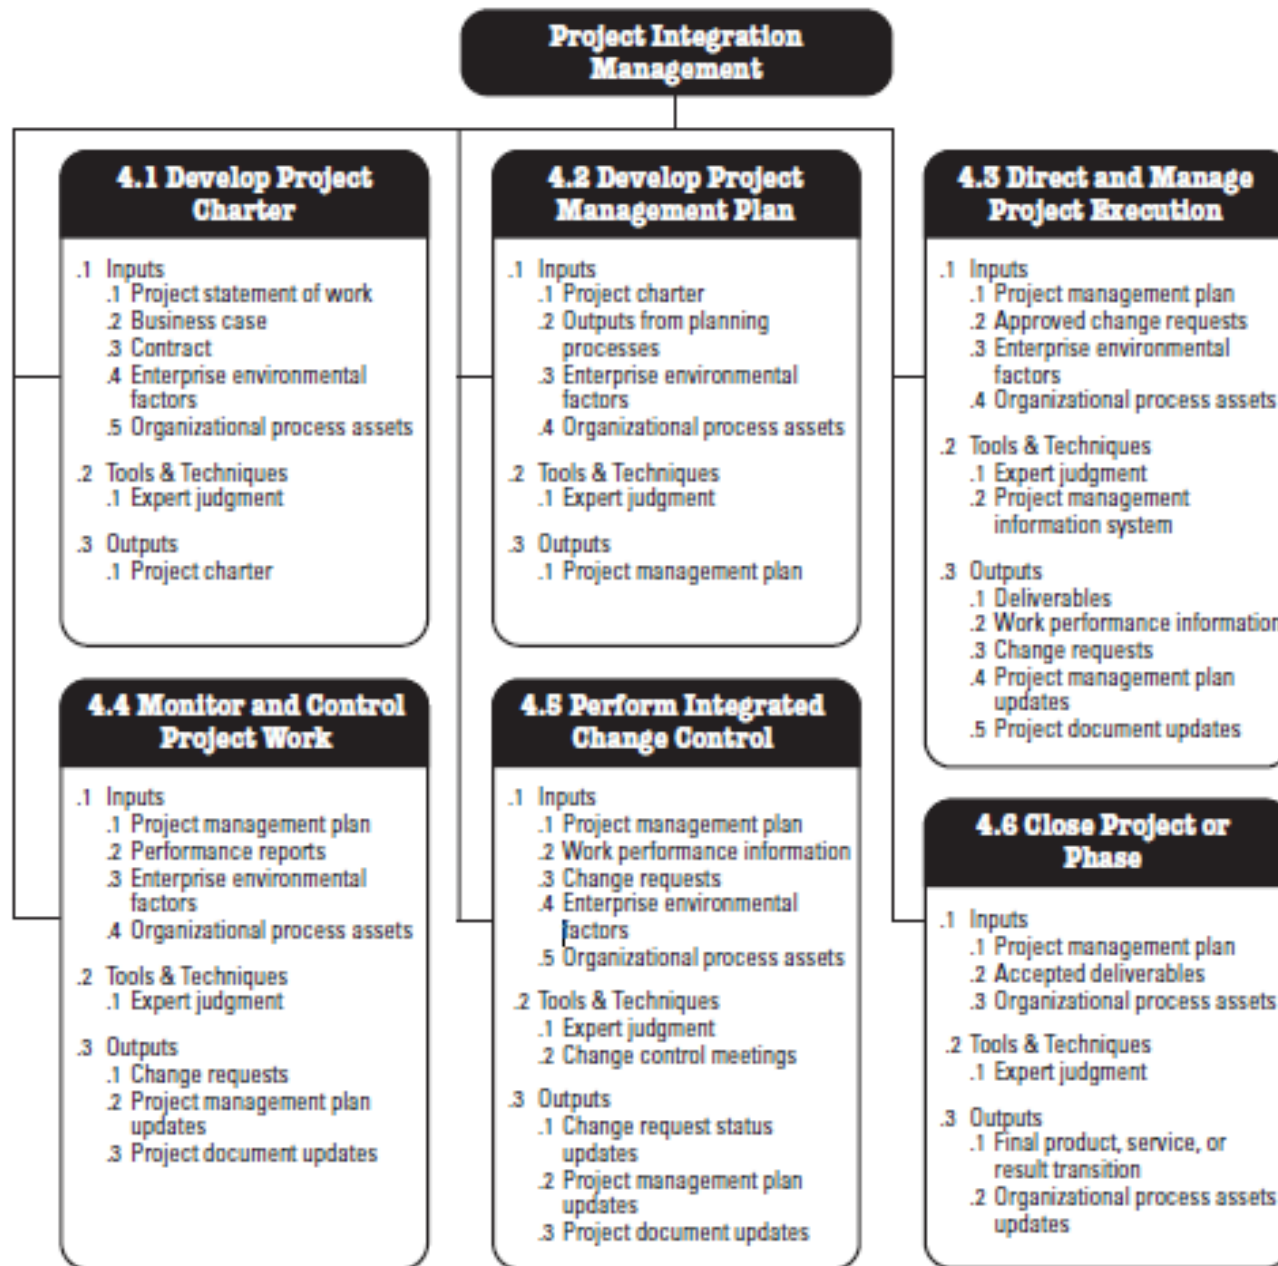 Project Integration
Management
4.1 Develop Project
Charter
.1 Inputs
.1 Project statement of work
.2 Business case
.3 Contract
.4 Enterprise environmental
factors
.5 Organizational process assets
.2 Tools & Techniques
.1 Expert judgment
.3 Outputs
.1 Project charter
4.2 Develop Project
Management Plan
.1 Inputs
.1 Project charter
.2 Outputs from planning
processes
.3 Enterprise environmental
factors
.4 Organizational process assets
.2 Tools & Techniques
.1 Expert judgment
.3 Outputs
.1 Project management plan
4.3 Direct and Manage
Project Execution
.1 Inputs
.1 Project management plan
.2 Approved change requests
.3 Enterprise environmental
factors
.4 Organizational process assets
.2 Tools & Techniques
.1 Expert judgment
.2 Project management
information system
.3 Outputs
.1 Deliverables
.2 Work performance information
.3 Change requests
.4 Project management plan
updates
.5 Project document updates
4.4 Monitor and Control
Project Work
.1 Inputs
.1 Project management plan
.2 Performance reports
.3 Enterprise environmental
factors
.4 Organizational process assets
.2 Tools & Techniques
.1 Expert judgment
.3 Outputs
.1 Change requests
.2 Project management plan
updates
.3 Project document updates
4.5 Perform Integrated
Change Control
.1 Inputs
.1 Project management plan
.2 Work performance information
.3 Change requests
.4 Enterprise environmental
factors
.5 Organizational process assets
.2 Tools & Techniques
.1 Expert judgment
.2 Change control meetings
.3 Outputs
.1 Change request status
updates
.2 Project management plan
updates
.3 Project document updates
4.6 Close Project or
Phase
.1 Inputs
.1 Project management plan
.2 Accepted deliverables
.3 Organizational process assets
.2 Tools & Techniques
.1 Expert judgment
.3 Outputs
.1 Final product, service, or
result transition
.2 Organizational process assets
updates